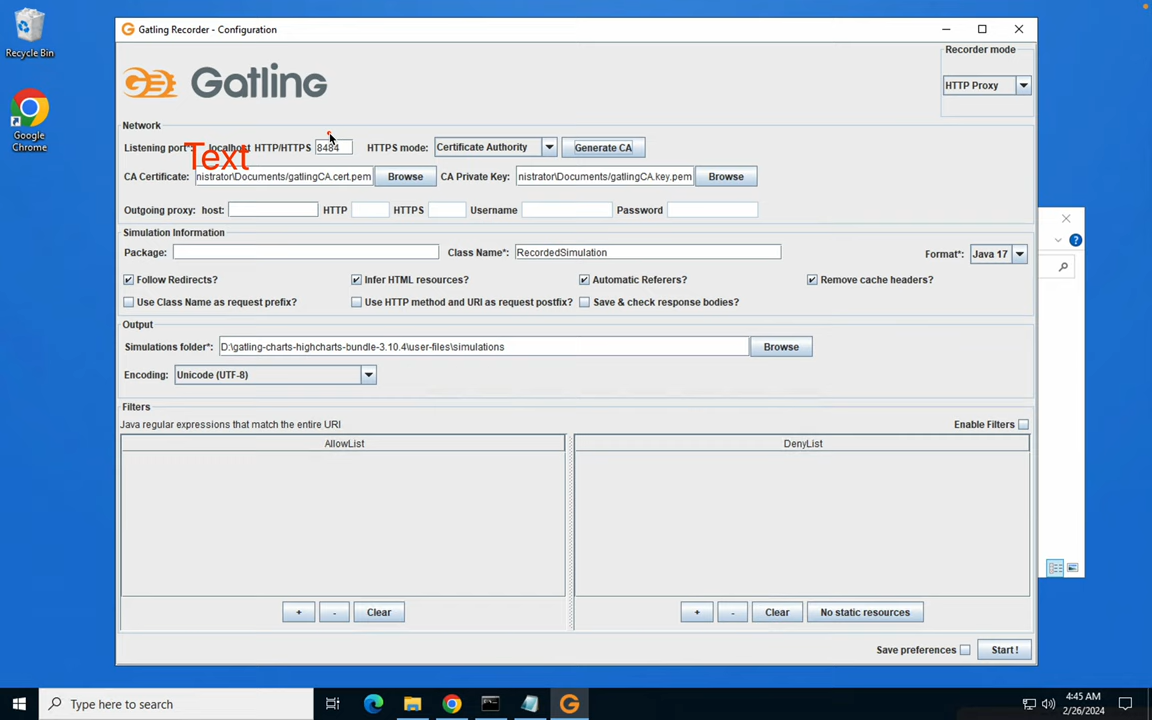 Recycle Bin
Google
Chrome
Gatling Recorder - Configuration
Gatling
Recorder mode
HTTP Proxy
Network
Listening port*: localhost HTTP/HTTPS 8484 HTTPS mode: Certificate Authority Generate CA
Text
CA Certificate: nistrator\Documents/gatlingCA.cert.pem Browse CA Private Key: nistrator\Documents/gatlingCA.key.pem Browse
Outgoing proxy: host: HTTP HTTPS Username Password
Simulation Information
Package: Class Name*: RecordedSimulation Format*: Java 17
Follow Redirects? Infer HTML resources? Automatic Referers? Remove cache headers?
Use Class Name as request prefix? Use HTTP method and URI as request postfix? Save & check response bodies?
Output
Simulations folder*: D:\gatling-charts-highcharts-bundle-3.10.4\user-files\simulations Browse
Encoding: Unicode (UTF-8)
Filters
Java regular expressions that match the entire URI Enable Filters
AllowList DenyList
+ - Clear + - Clear No static resources
Save preferences Start !
Type here to search
4:45 AM
2/26/2024